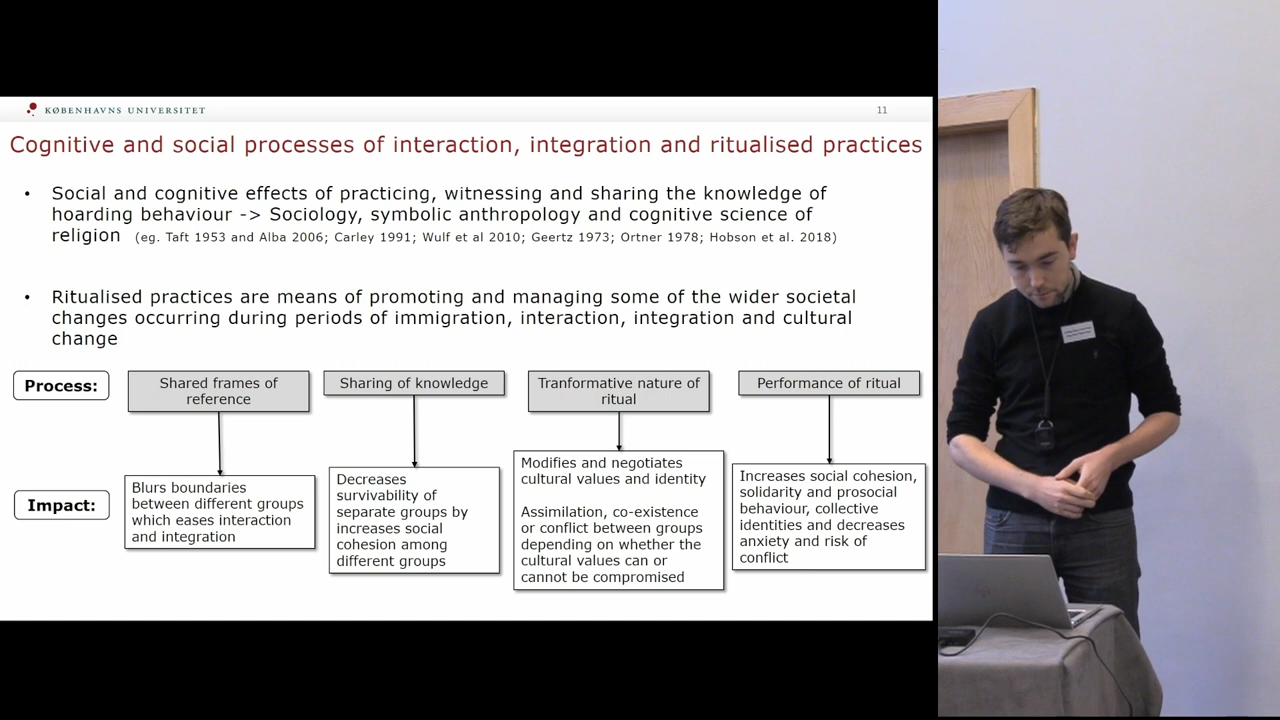 KØBENHAVNS UNIVERSITET
11
Cognitive and social processes of interaction, integration and ritualised practices
• Social and cognitive effects of practicing, witnessing and sharing the knowledge of
hoarding behaviour -> Sociology, symbolic anthropology and cognitive science of
religion (eg. Taft 1953 and Alba 2006; Carley 1991; Wulf et al 2010; Geertz 1973; Ortner 1978; Hobson et al. 2018)
• Ritualised practices are means of promoting and managing some of the wider societal
changes occurring during periods of immigration, interaction, integration and cultural
change
Process:
Shared frames of
reference
Sharing of knowledge
Tranformative nature of
ritual
Performance of ritual
Impact:
Blurs boundaries
between different groups
which eases interaction
and integration
Decreases
survivability of
separate groups by
increases social
cohesion among
different groups
Modifies and negotiates
cultural values and identity
Assimilation, co-existence
or conflict between groups
depending on whether the
cultural values can or
cannot be compromised
Increases social cohesion,
solidarity and prosocial
behaviour, collective
identities and decreases
anxiety and risk of
conflict